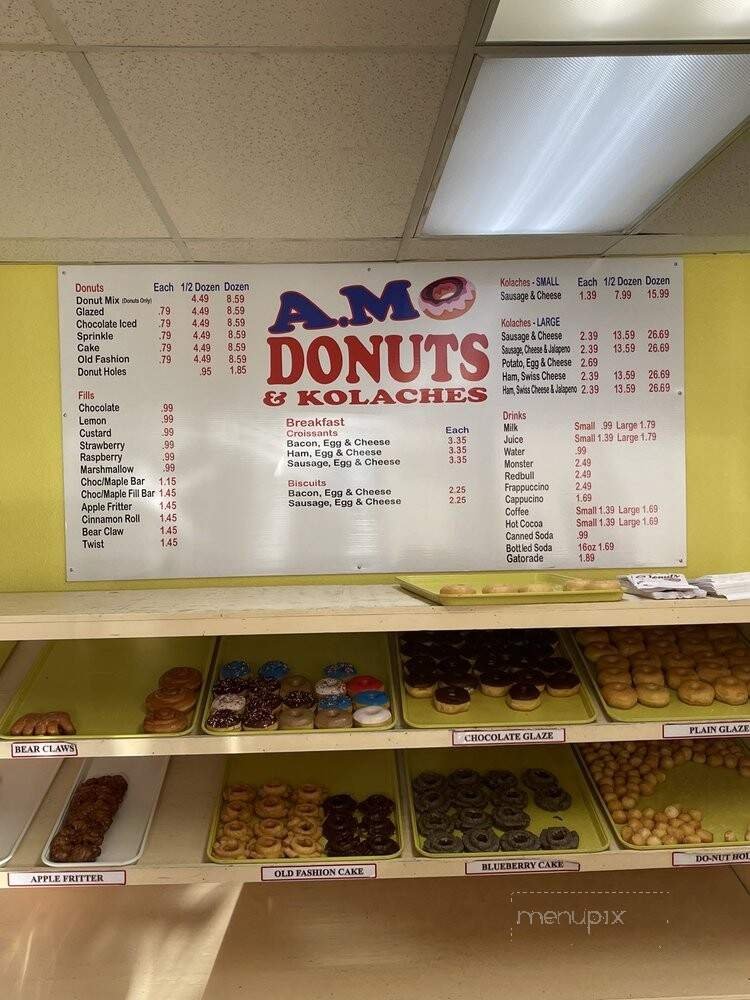 Donuts Each 1/2 Dozen Dozen
Donut Mix (Donuts Only) 4.49 8.59
Glazed .79 4.49 8.59
Chocolate Iced .79 4.49 8.59
Sprinkle .79 4.49 8.59
Cake .79 4.49 8.59
Old Fashion .79 4.49 8.59
Donut Holes .95 1.85
Fills
Chocolate .99
Lemon .99
Custard .99
Strawberry .99
Raspberry .99
Marshmallow .99
Choc/Maple Bar 1.15
Choc/Maple Fill Bar 1.45
Apple Fritter 1.45
Cinnamon Roll 1.45
Bear Claw 1.45
Twist 1.45
A.M
DONUTS
& KOLACHES
Breakfast
Croissants Each
Bacon, Egg & Cheese 3.35
Ham, Egg & Cheese 3.35
Sausage, Egg & Cheese 3.35
Biscuits
Bacon, Egg & Cheese 2.25
Sausage, Egg & Cheese 2.25
Kolaches - SMALL Each 1/2 Dozen Dozen
Sausage & Cheese 1.39 7.99 15.99
Kolaches - LARGE
Sausage & Cheese 2.39 13.59 26.69
Sausage, Cheese & Jalapeno 2.39 13.59 26.69
Potato, Egg & Cheese 2.69
Ham, Swiss Cheese 2.39 13.59 26.69
Ham, Swiss Cheese & Jalapeno 2.39 13.59 26.69
Drinks
Milk Small .99 Large 1.79
Juice Small 1.39 Large 1.79
Water .99
Monster 2.49
Redbull 2.49
Frappuccino 2.49
Cappucino 1.69
Coffee Small 1.39 Large 1.69
Hot Cocoa Small 1.39 Large 1.69
Canned Soda .99
Bottled Soda 16oz 1.69
Gatorade 1.89
BEAR CLAWS
CHOCOLATE GLAZE
PLAIN GLAZE
APPLE FRITTER
OLD FASHION CAKE
BLUEBERRY CAKE
DO-NUT HOL
menupix